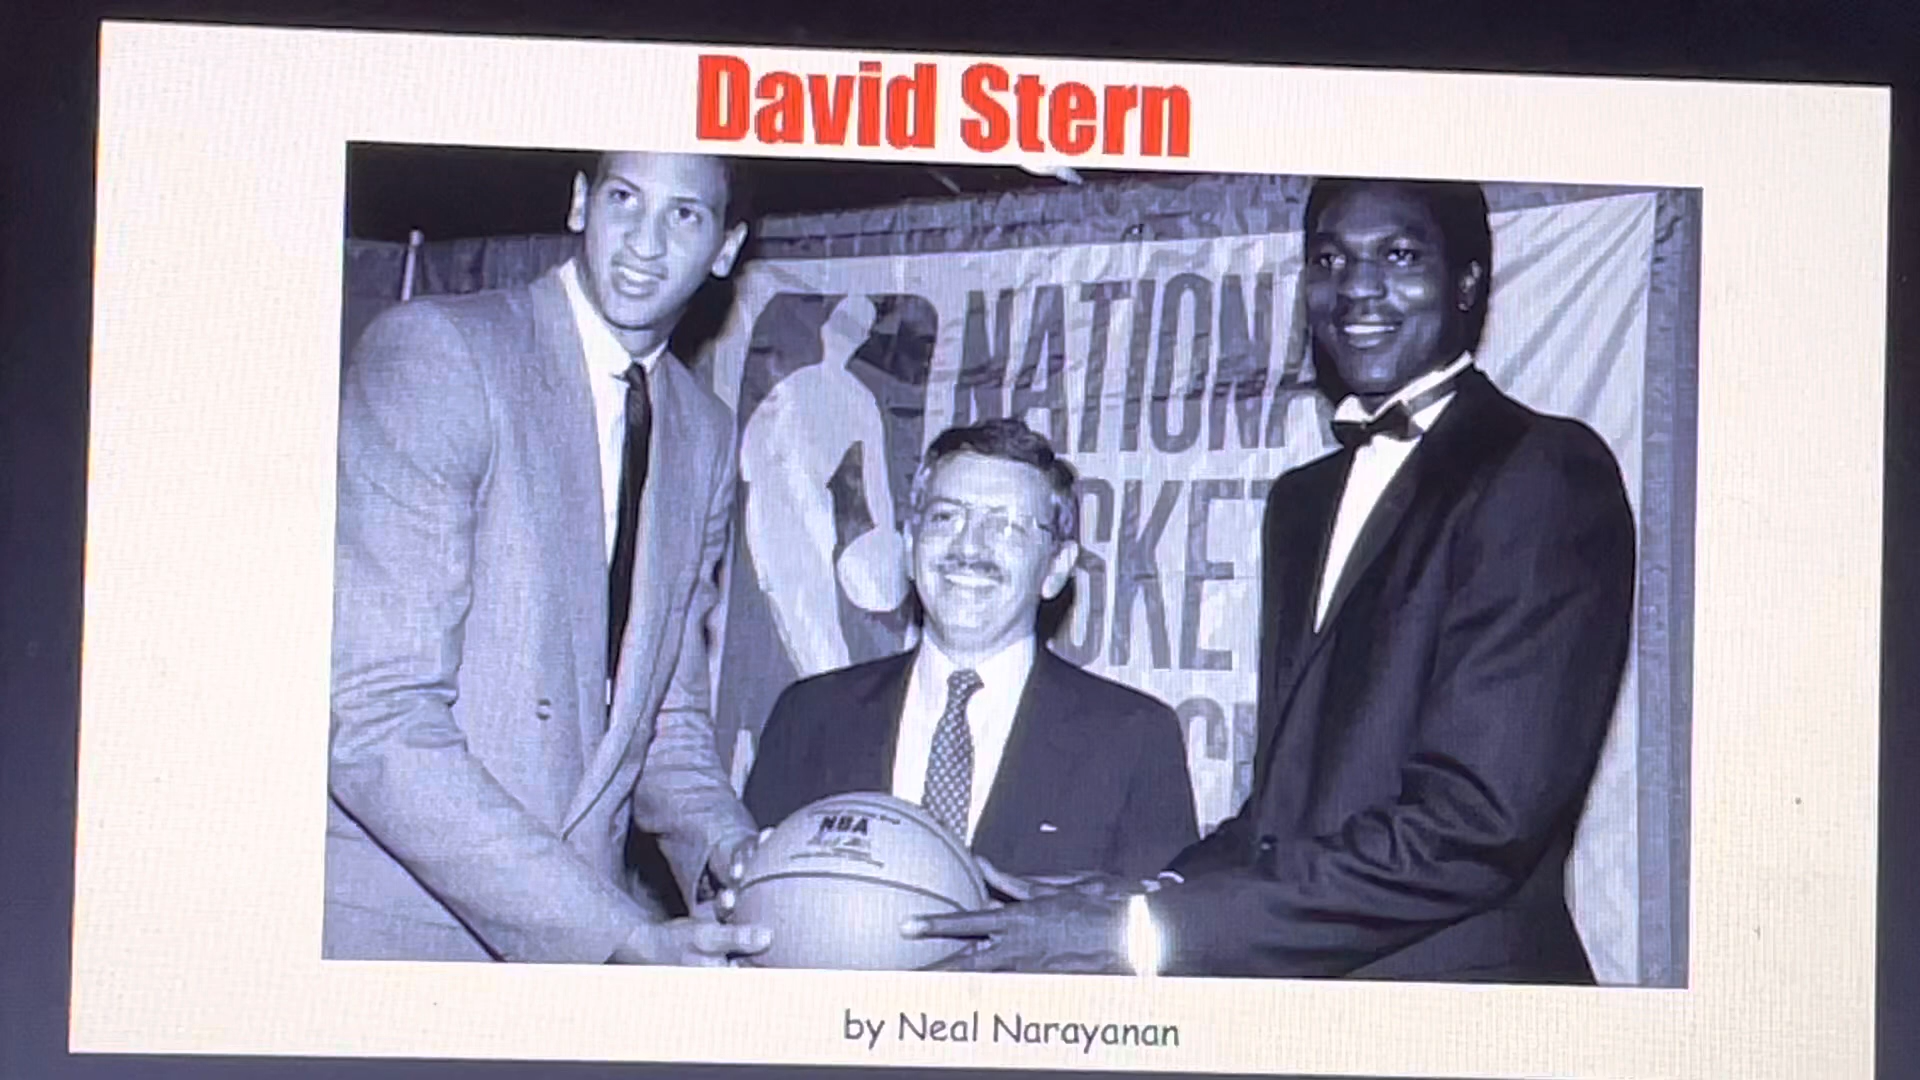 David Stern
NATIONA
SKET
NBA
by Neal Narayanan